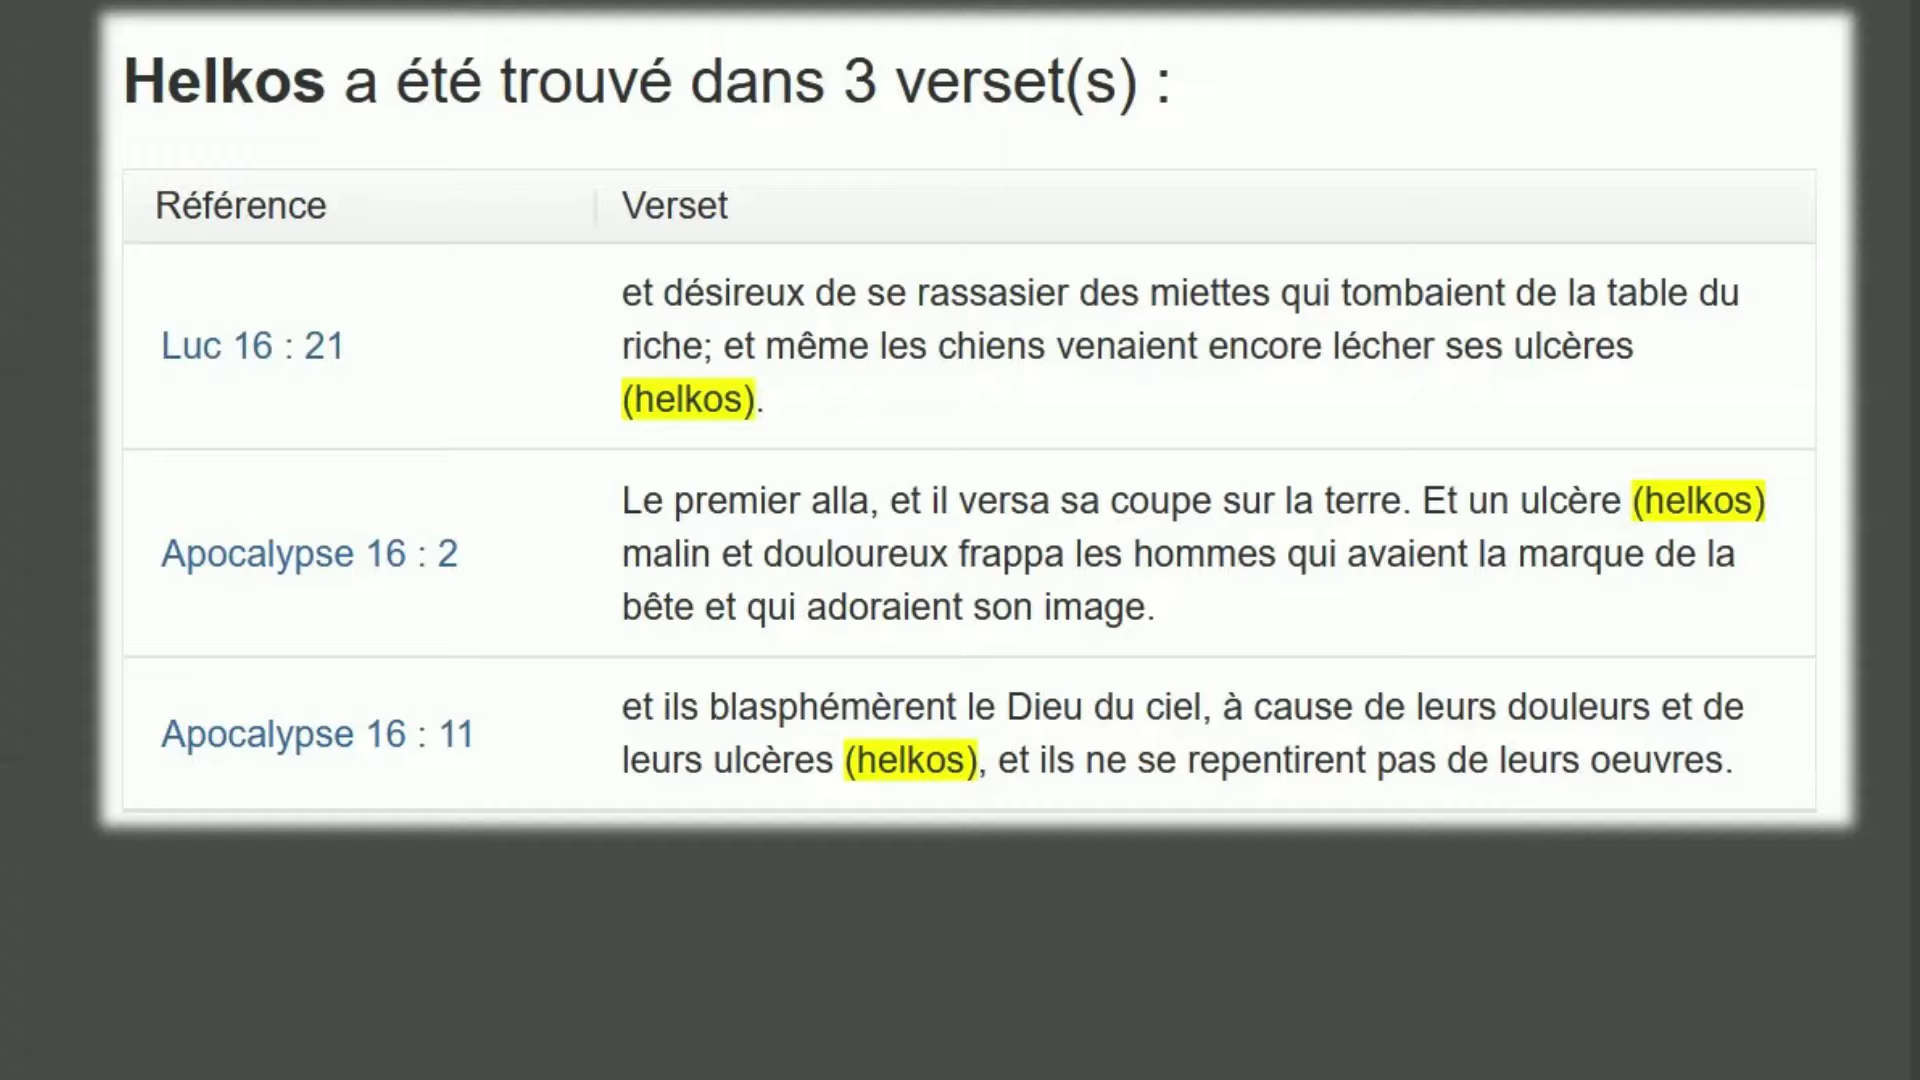 Helkos a été trouvé dans 3 verset(s) :
Référence Verset
Luc 16 : 21
et désireux de se rassasier des miettes qui tombaient de la table du
riche; et même les chiens venaient encore lécher ses ulcères
(helkos).
Apocalypse 16 : 2
Le premier alla, et il versa sa coupe sur la terre. Et un ulcère (helkos)
malin et douloureux frappa les hommes qui avaient la marque de la
bête et qui adoraient son image.
Apocalypse 16 : 11
et ils blasphémèrent le Dieu du ciel, à cause de leurs douleurs et de
leurs ulcères (helkos), et ils ne se repentirent pas de leurs oeuvres.